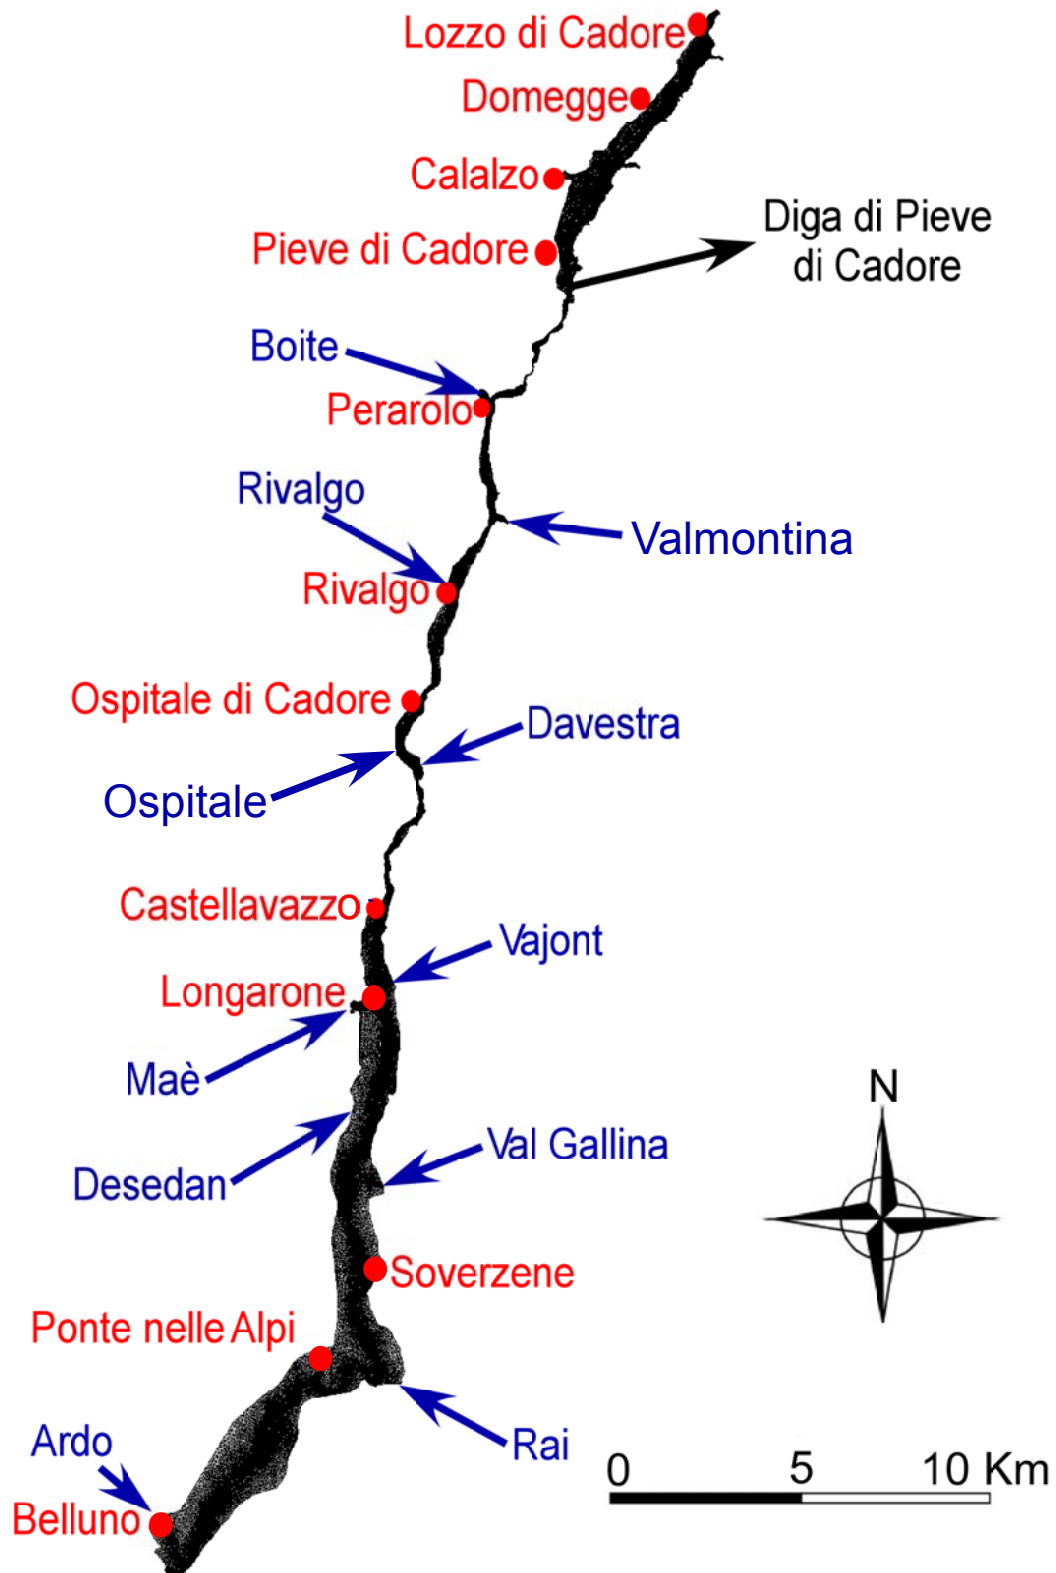 Lozzo di Cadore
Domegge
Calalzo
Diga di Pieve
di Cadore
Pieve di Cadore
Boite
Perarolo
Rivalgo
Valmontina
Rivalgo
Ospitale di Cadore
Davestra
Ospitale
Castellavazzo
Vajont
Longarone
Maè
N
Val Gallina
Desedan
Soverzene
Ponte nelle Alpi
Ardo
Rai
0 5 10 Km
Belluno